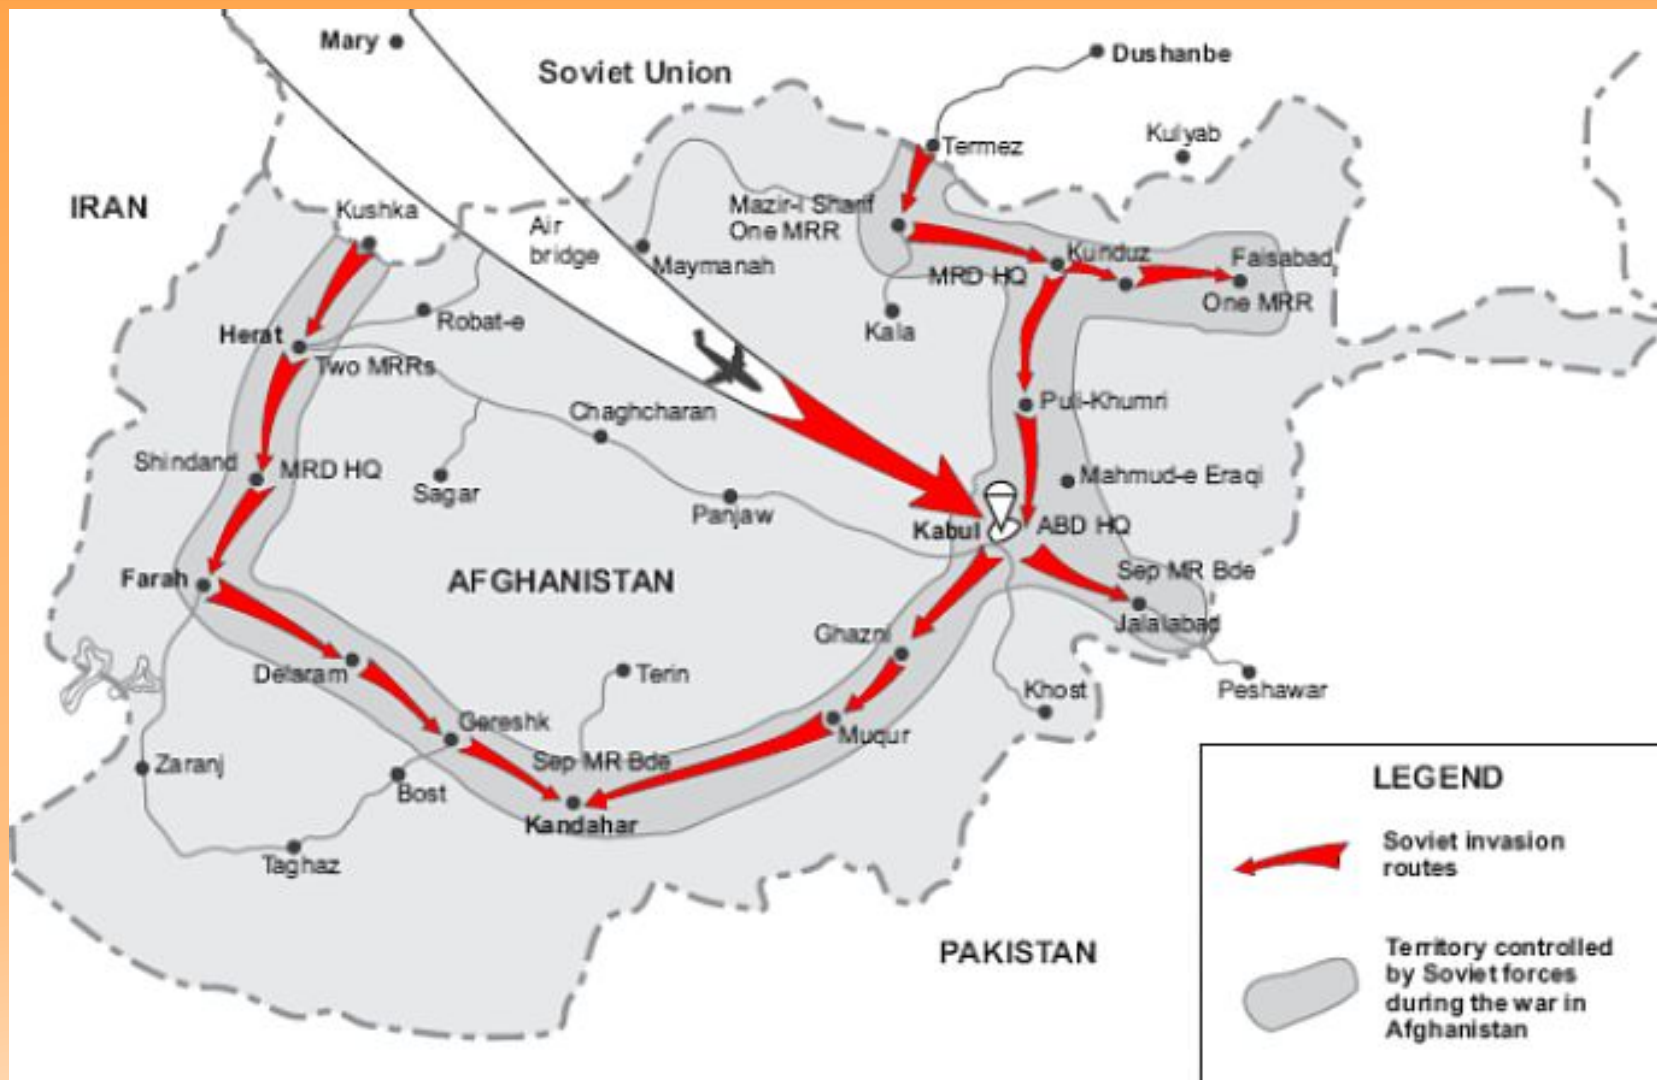 Mary
Soviet Union
Dushanbe
Kulyab
Termez
IRAN
Kushka
Mazir-i Sharif
One MRR
Air
bridge
Maymanah
Kunduz
MRD HQ
Faisabad
One MRR
Herat
Robat-e
Kala
Two MRRs
Chaghcharan
Puli-Khumri
Shindand
MRD HQ
Sagar
Panjaw
Mahmud-e Eraqi
Kabul
ABD HQ
Farah
AFGHANISTAN
Sep MR Bde
Jalalabad
Ghazni
Delaram
Terin
Khost
Peshawar
Gereshk
Muqur
Zaranj
Bost
Sep MR Bde
Kandahar
Taghaz
PAKISTAN
LEGEND
Soviet invasion
routes
Territory controlled
by Soviet forces
during the war in
Afghanistan